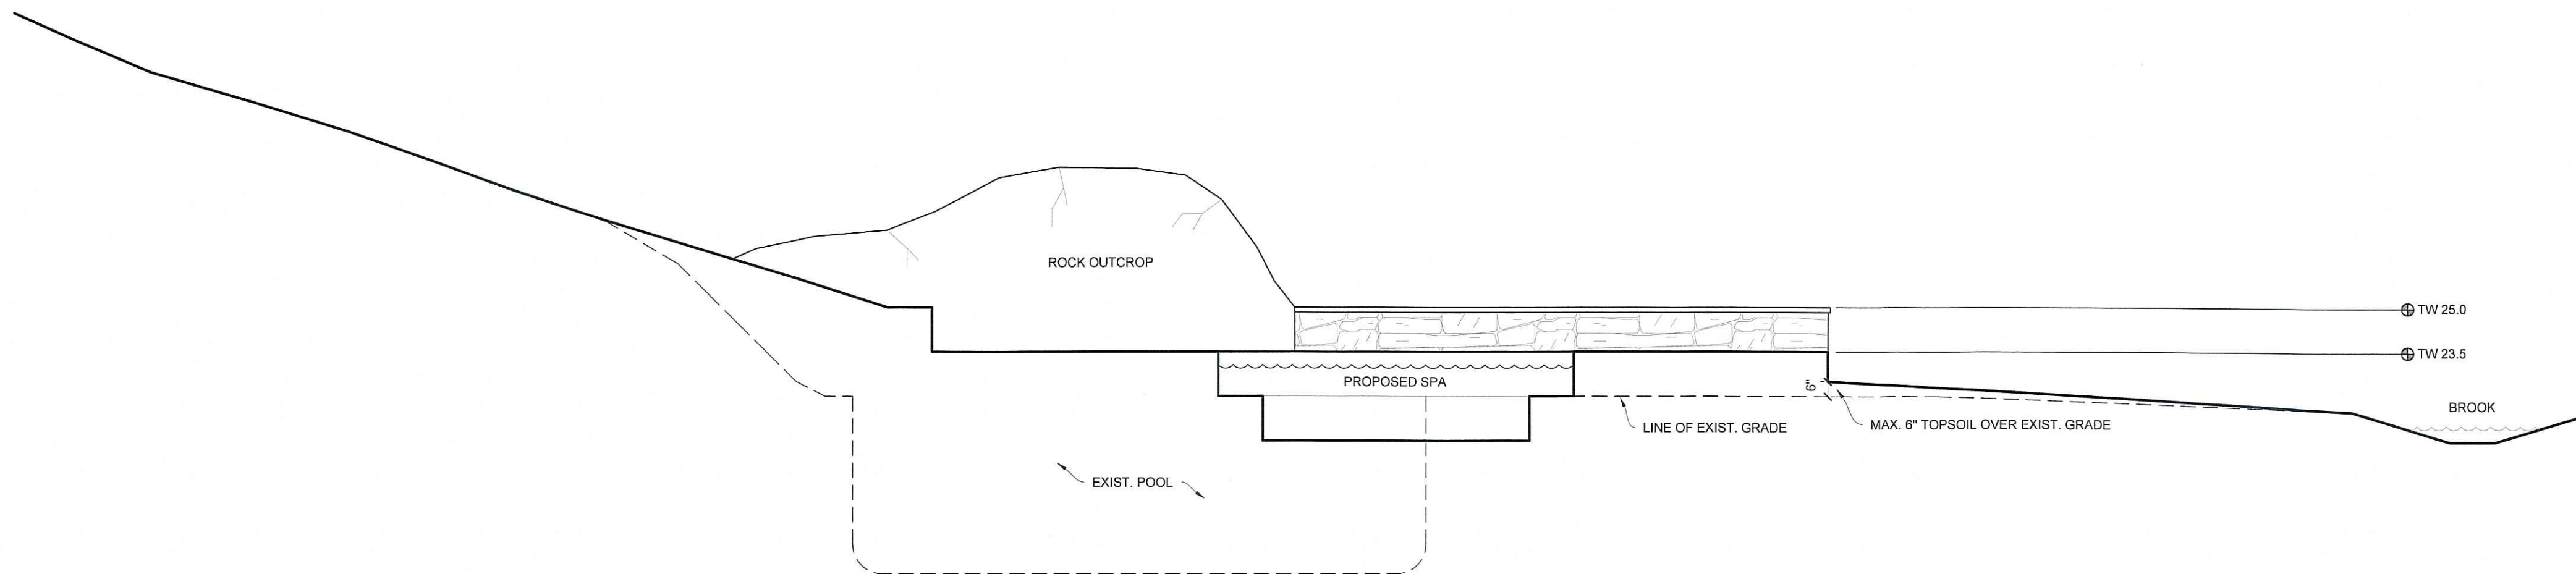 ROCK OUTCROP
TW 25.0
TW 23.5
PROPOSED SPA
6"
BROOK
LINE OF EXIST. GRADE
MAX. 6" TOPSOIL OVER EXIST. GRADE
EXIST. POOL